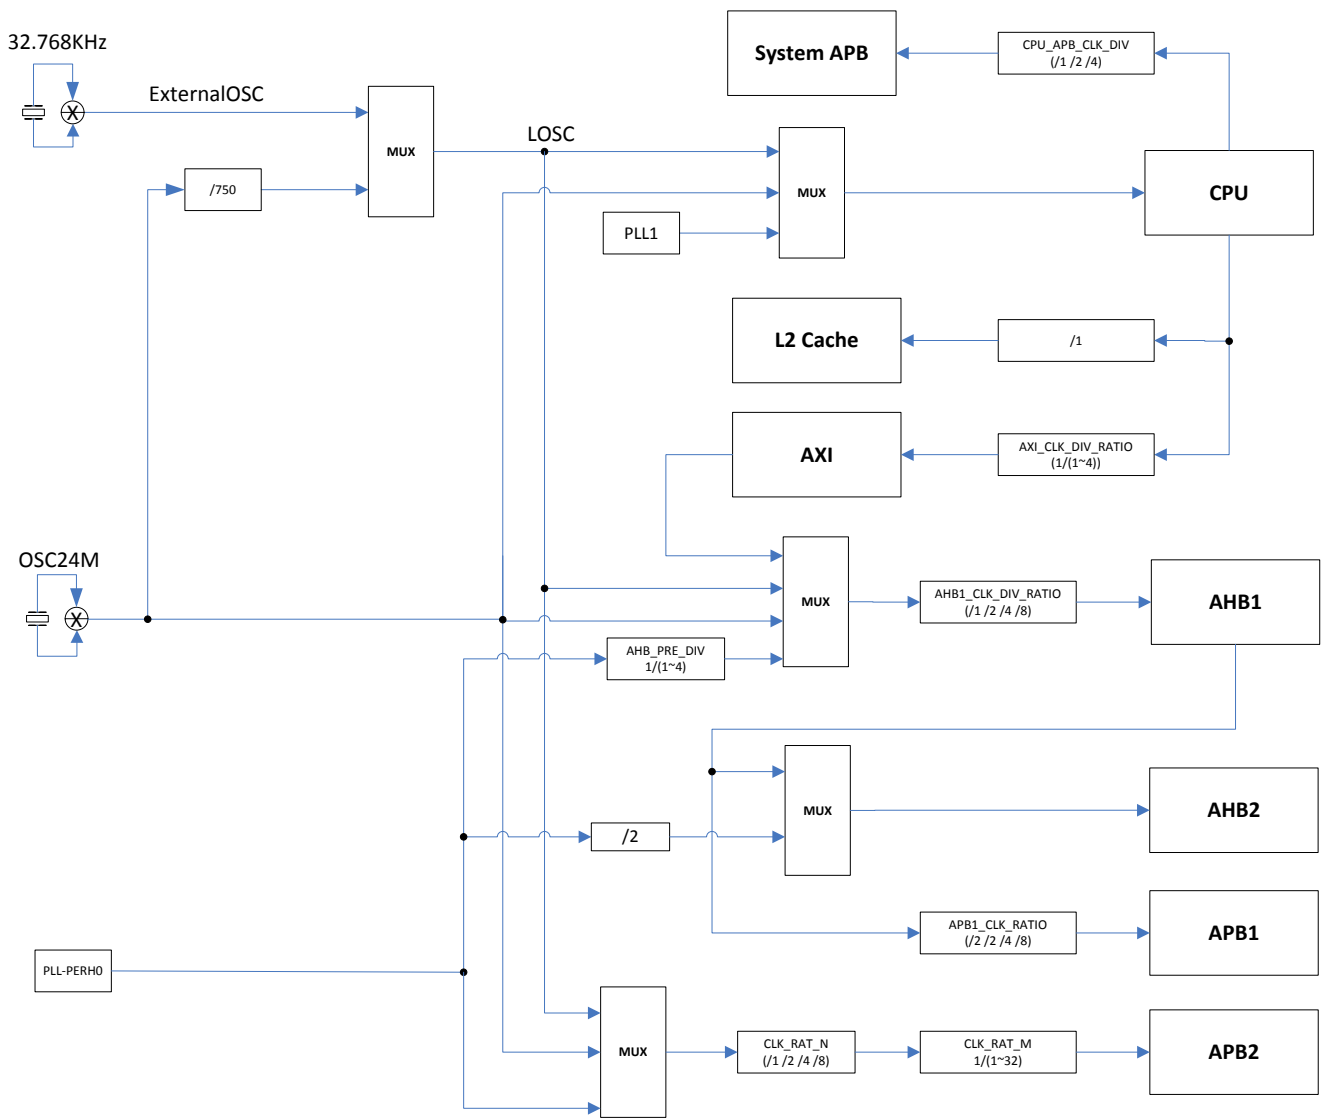 32.768KHz
System APB
CPU_APB_CLK_DIV
(/1 /2 /4)
ExternalOSC
MUX
LOSC
/750
MUX
CPU
PLL1
L2 Cache
/1
AXI
AXI_CLK_DIV_RATIO
(1/(1~4))
OSC24M
MUX
AHB1_CLK_DIV_RATIO
(/1 /2 /4 /8)
AHB1
AHB_PRE_DIV
1/(1~4)
MUX
AHB2
/2
APB1_CLK_RATIO
(/2 /2 /4 /8)
APB1
PLL-PERH0
MUX
CLK_RAT_N
(/1 /2 /4 /8)
CLK_RAT_M
1/(1~32)
APB2